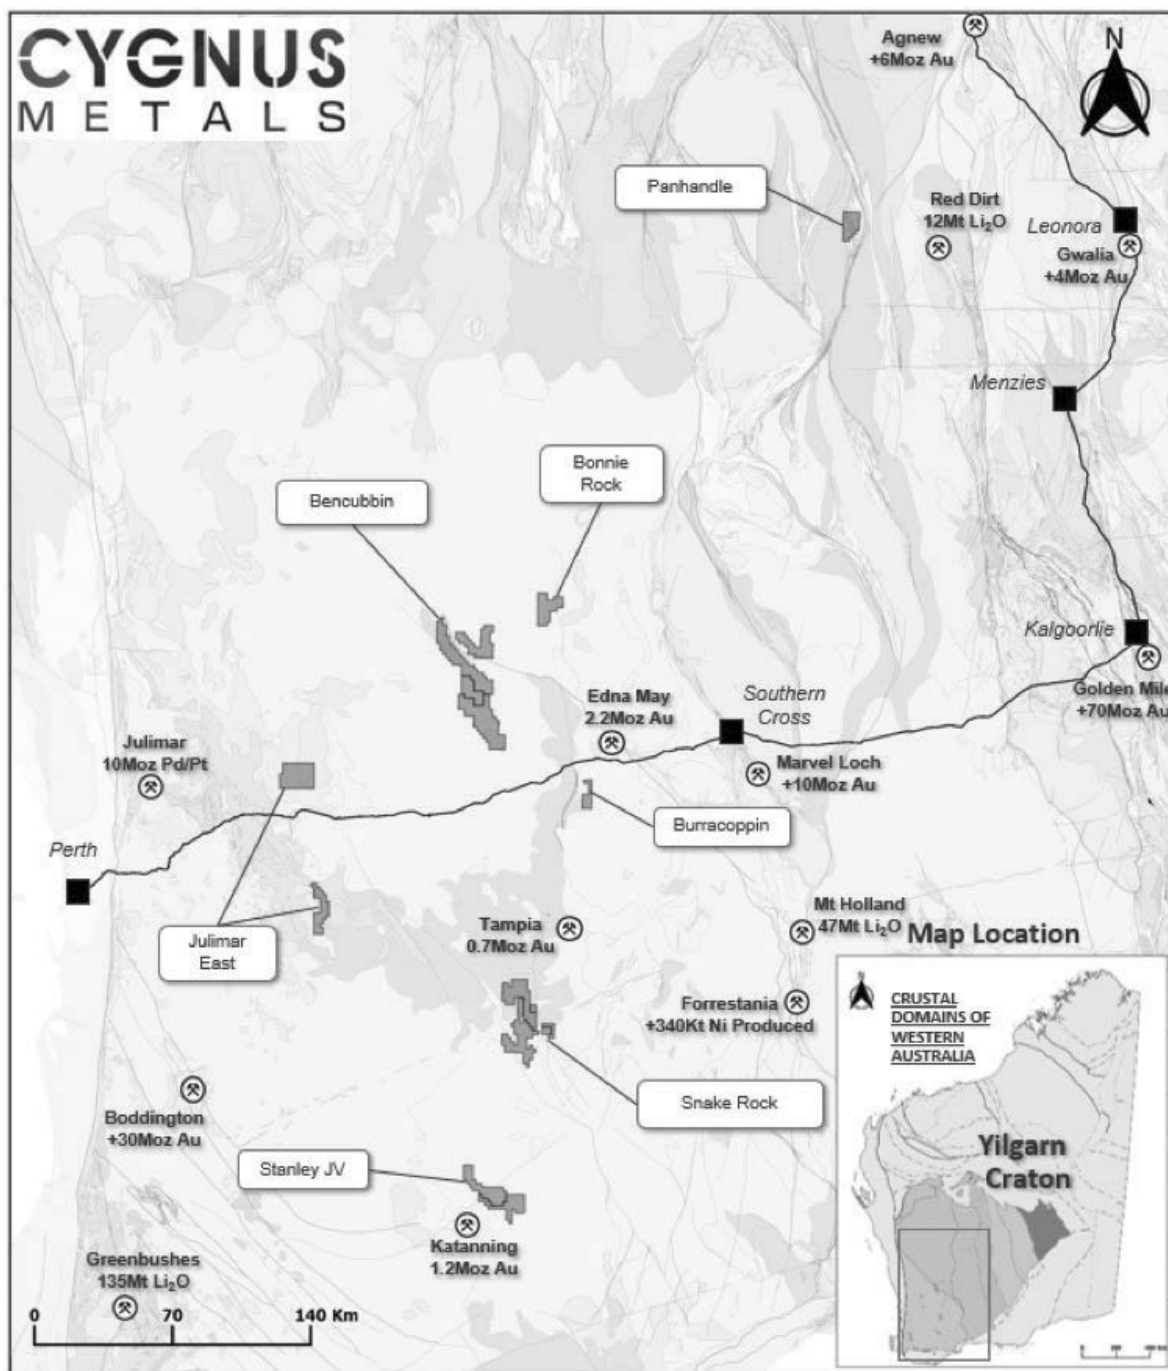 CYGNUS
METALS
Agnew
+6Moz Au
N
Panhandle
Red Dirt
12Mt Li₂O
Leonora
Gwalia
+4Moz Au
Menzies
Bonnie
Rock
Bencubbin
Kalgoorlie
Golden Mile
+70Moz Au
Edna May
2.2Moz Au
Southern
Cross
Julimar
10Moz Pd/Pt
Marvel Loch
+10Moz Au
Burracoppin
Perth
Julimar
East
Tampia
0.7Moz Au
Mt Holland
47Mt Li₂O
Map Location
Forrestania
+340Kt Ni Produced
CRUSTAL
DOMAINS OF
WESTERN
AUSTRALIA
Snake Rock
Boddington
+30Moz Au
Yilgarn
Craton
Stanley JV
Katanning
1.2Moz Au
Greenbushes
135Mt Li₂O
0 70 140 Km